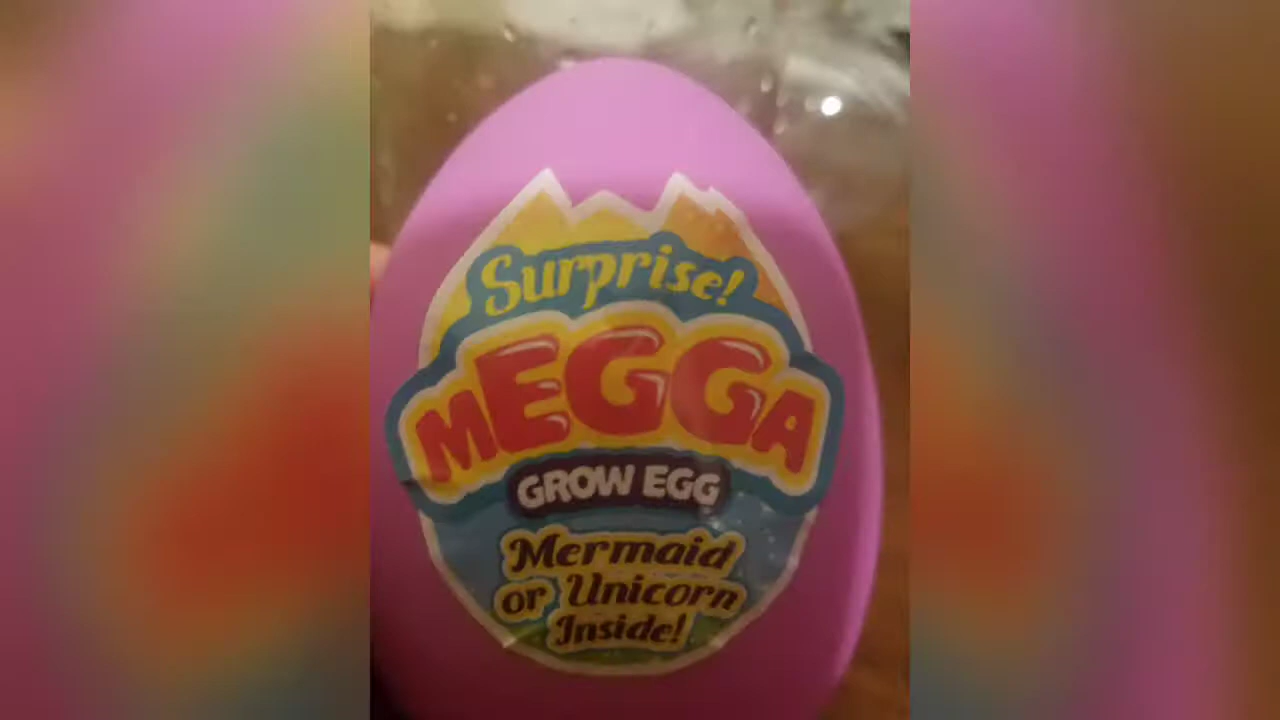 Surprise!
MEGGA
GROW EGG
Mermaid
or Unicorn
Inside!